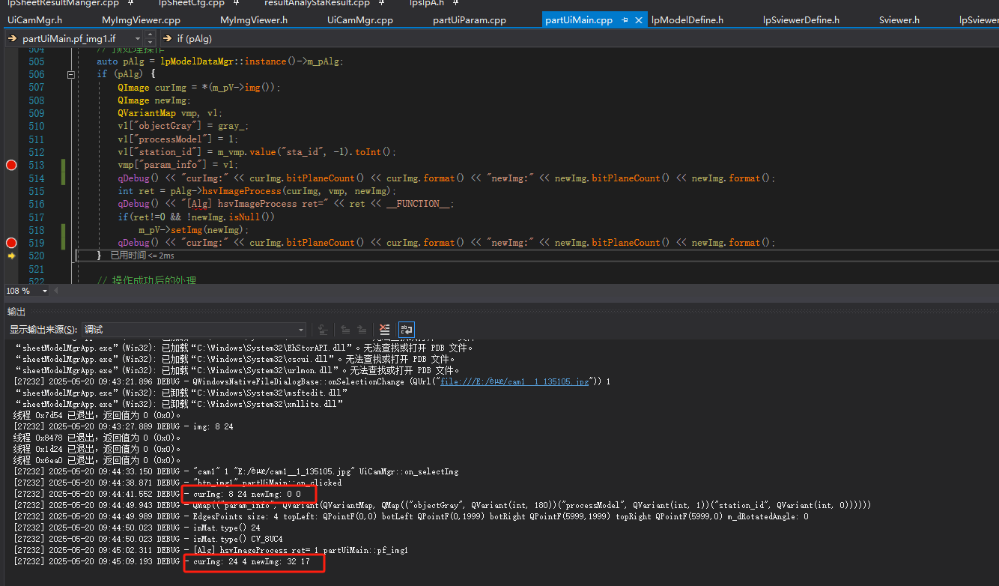 lpSheetResultManger.cpp lpSheetCfg.cpp resultAnalyStaResult.cpp lpslpA.h
UiCamMgr.h MyImgViewer.cpp MyImgViewer.h UiCamMgr.cpp partUiParam.cpp partUiMain.cpp lpModelDefine.h lpSviewerDefine.h Sviewer.h lpSviewer
partUiMain.pf_img1.if if (pAlg)
504 // 预处理操作
505 auto pAlg = lpModelDataMgr::instance()->m_pAlg;
506 if (pAlg) {
507 QImage curImg = *(m_pV->img());
508 QImage newImg;
509 QVariantMap vmp, v1;
510 v1["objectGray"] = gray_;
511 v1["processModel"] = 1;
512 v1["station_id"] = m_vmp.value("sta_id", -1).toInt();
513 vmp["param_info"] = v1;
514 qDebug() << "curImg:" << curImg.bitPlaneCount() << curImg.format() << "newImg:" << newImg.bitPlaneCount() << newImg.format();
515 int ret = pAlg->hsvImageProcess(curImg, vmp, newImg);
516 qDebug() << "[Alg] hsvImageProcess ret=" << ret << __FUNCTION__;
517 if(ret!=0 && !newImg.isNull())
518 m_pV->setImg(newImg);
519 qDebug() << "curImg:" << curImg.bitPlaneCount() << curImg.format() << "newImg:" << newImg.bitPlaneCount() << newImg.format();
520 } 已用时间 <= 2ms
521
522 // 操作成功后的处理
108 %
输出
显示输出来源(S): 调试
“sheetModelMgrApp.exe”(Win32): 已加载“C:\Windows\System32\EhStorAPI.dll”。无法查找或打开 PDB 文件。
“sheetModelMgrApp.exe”(Win32): 已加载“C:\Windows\System32\cscui.dll”。无法查找或打开 PDB 文件。
“sheetModelMgrApp.exe”(Win32): 已加载“C:\Windows\System32\urlmon.dll”。无法查找或打开 PDB 文件。
[27232] 2025-05-20 09:43:21.896 DEBUG - QWindowsNativeFileDialogBase::onSelectionChange (QUrl("file:///E:/èµæ/cam1__1_135105.jpg")) 1
“sheetModelMgrApp.exe”(Win32): 已卸载“C:\Windows\System32\msftedit.dll”
“sheetModelMgrApp.exe”(Win32): 已卸载“C:\Windows\System32\xmllite.dll”
线程 0x7d54 已退出，返回值为 0 (0x0)。
[27232] 2025-05-20 09:43:27.889 DEBUG - img: 8 24
线程 0x8478 已退出，返回值为 0 (0x0)。
线程 0x1d24 已退出，返回值为 0 (0x0)。
线程 0x6ea0 已退出，返回值为 0 (0x0)。
[27232] 2025-05-20 09:44:33.150 DEBUG - "cam1" 1 "E:/èµæ/cam1__1_135105.jpg" UiCamMgr::on_selectImg
[27232] 2025-05-20 09:44:38.871 DEBUG - "btn_img1" partUiMain::on_clicked
[27232] 2025-05-20 09:44:41.552 DEBUG - curImg: 8 24 newImg: 0 0
[27232] 2025-05-20 09:44:49.943 DEBUG - QMap(("param_info", QVariant(QVariantMap, QMap(("objectGray", QVariant(int, 180))("processModel", QVariant(int, 1))("station_id", QVariant(int, 0))))))
[27232] 2025-05-20 09:44:49.989 DEBUG - EdgesPoints size: 4 topLeft: QPointF(0,0) botLeft QPointF(0,1999) botRight QPointF(5999,1999) topRight QPointF(5999,0) m_dRotatedAngle: 0
[27232] 2025-05-20 09:44:50.023 DEBUG - inMat.type() 24
[27232] 2025-05-20 09:44:50.023 DEBUG - inMat.type() CV_8UC4
[27232] 2025-05-20 09:45:02.311 DEBUG - [Alg] hsvImageProcess ret= 1 partUiMain::pf_img1
[27232] 2025-05-20 09:45:09.193 DEBUG - curImg: 24 4 newImg: 32 17